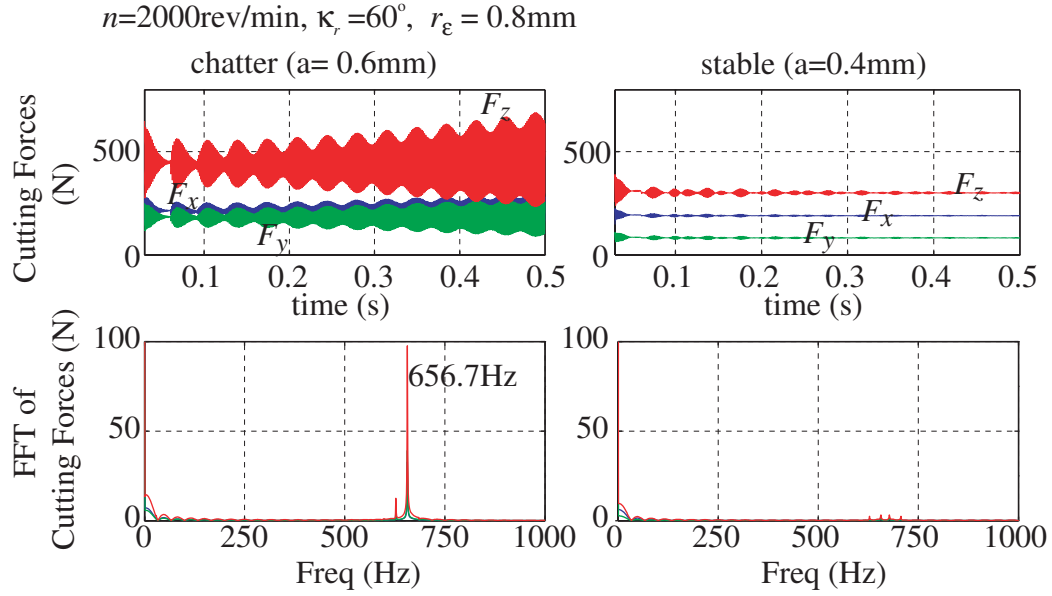 n=2000rev/min, κr =60°, rε = 0.8mm
chatter (a= 0.6mm)
stable (a=0.4mm)
Cutting Forces
(N)
500
0
Fz
Fx
Fy
0.1 0.2 0.3 0.4 0.5
time (s)
500
0
Fz
Fx
Fy
0.1 0.2 0.3 0.4 0.5
time (s)
FFT of
Cutting Forces (N)
100
50
0
656.7Hz
0 250 500 750 1000
Freq (Hz)
100
50
0
0 250 500 750 1000
Freq (Hz)